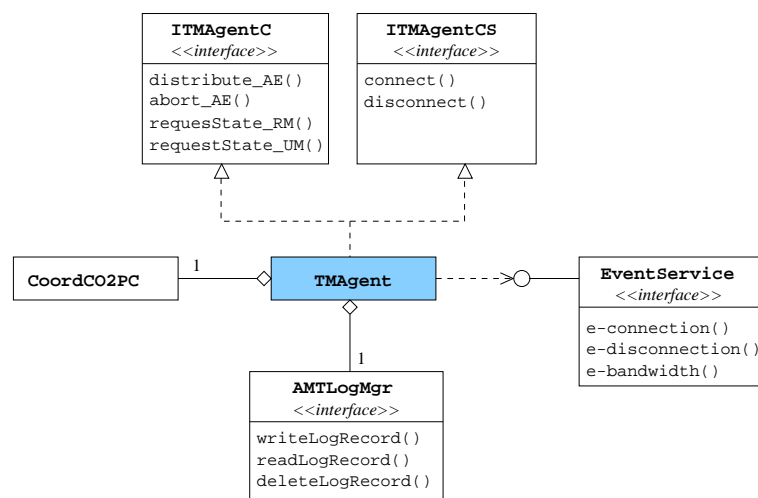 ITMAgentC
<<interface>>
distribute_AE()
abort_AE()
requesState_RM()
requestState_UM()
ITMAgentCS
<<interface>>
connect()
disconnect()
CoordCO2PC
1
TMAgent
EventService
<<interface>>
e-connection()
e-disconnection()
e-bandwidth()
1
AMTLogMgr
<<interface>>
writeLogRecord()
readLogRecord()
deleteLogRecord()